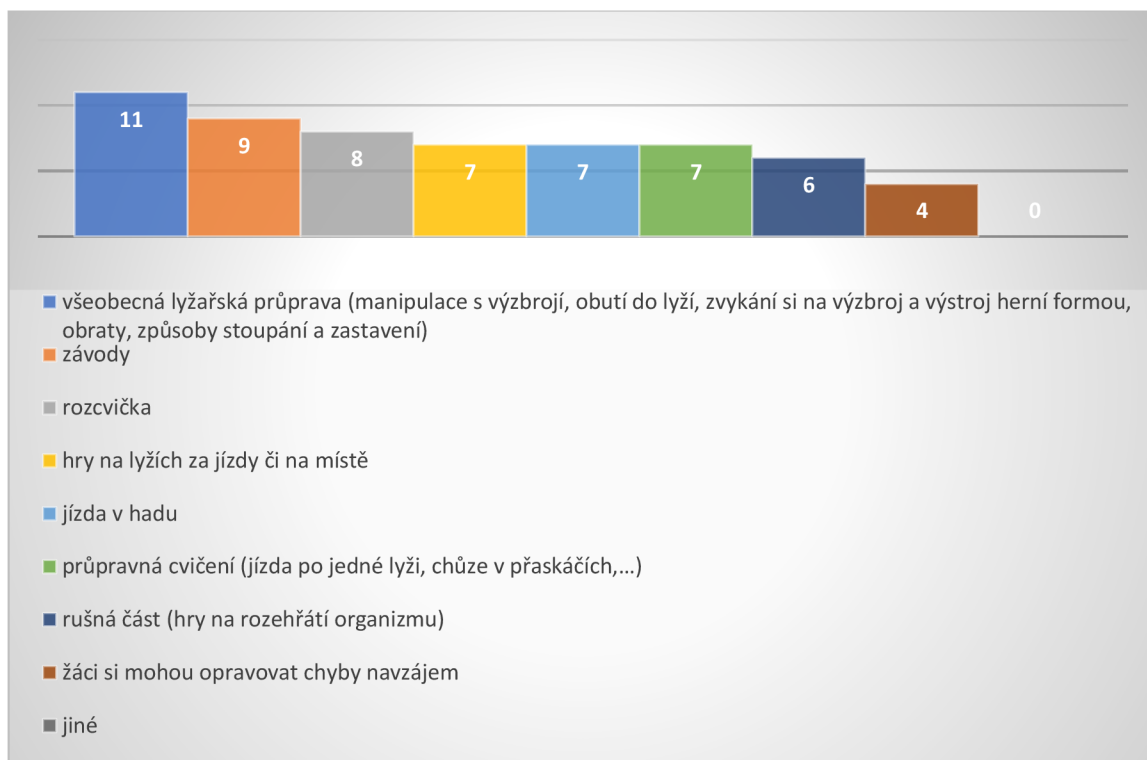 11
9
8
7
7
7
6
4
0
všeobecná lyžařská průprava (manipulace s výzbrojí, obutí do lyží, zvykání si na výzbroj a výstroj herní formou,
obraty, způsoby stoupání a zastavení)
závody
rozcvička
hry na lyžích za jízdy či na místě
jízda v hadu
průpravná cvičení (jízda po jedné lyži, chůze v přaskáčích,...)
rušná část (hry na rozehřátí organizmu)
žáci si mohou opravovat chyby navzájem
jiné